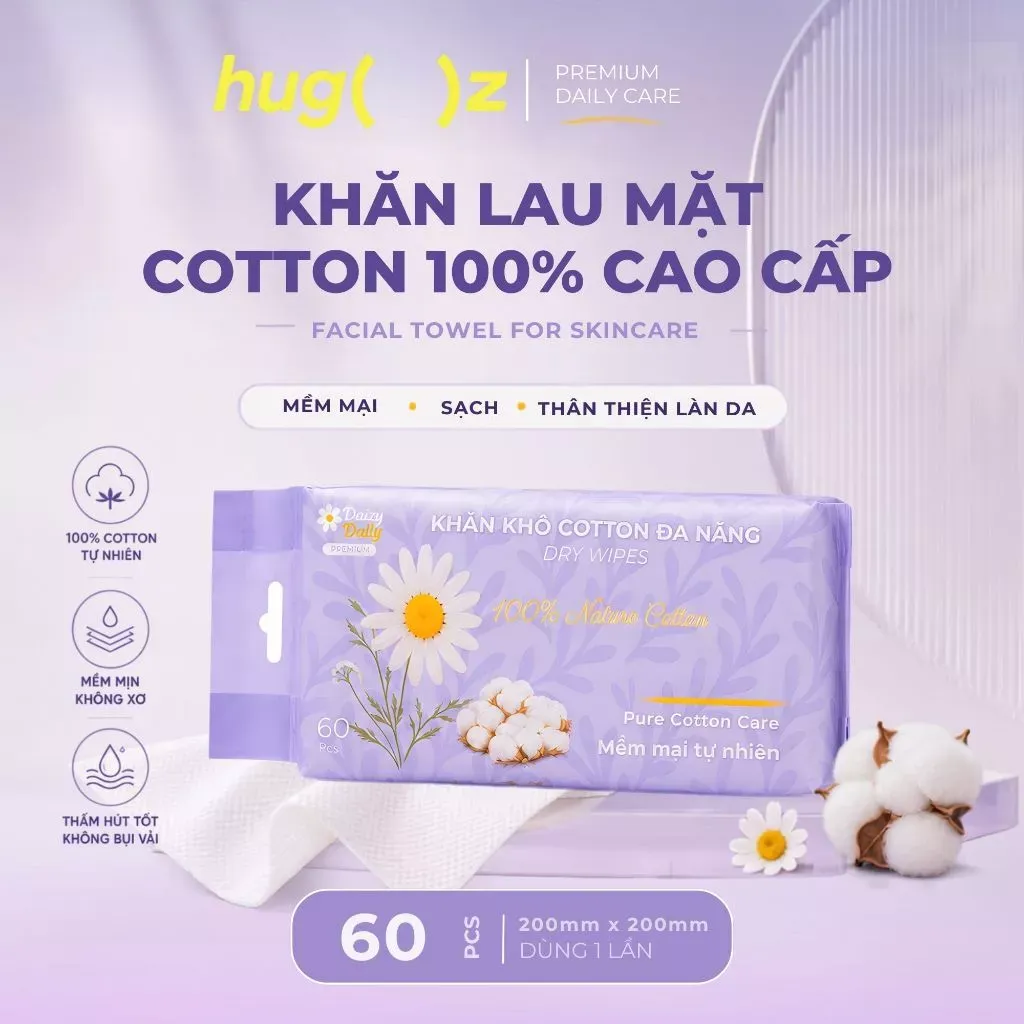 hug( )z
PREMIUM
DAILY CARE
KHĂN LAU MẶT
COTTON 100% CAO CẤP
FACIAL TOWEL FOR SKINCARE
MỀM MẠI • SẠCH • THÂN THIỆN LÀN DA
100% COTTON
TỰ NHIÊN
MỀM MỊN
KHÔNG XƠ
THẤM HÚT TỐT
KHÔNG BỤI VẢI
Daizy
Daily
PREMIUM
KHĂN KHÔ COTTON ĐA NĂNG
DRY WIPES
100% Nature Cotton
60
Pcs
Pure Cotton Care
Mềm mại tự nhiên
60 PCS
200mm x 200mm
DÙNG 1 LẦN